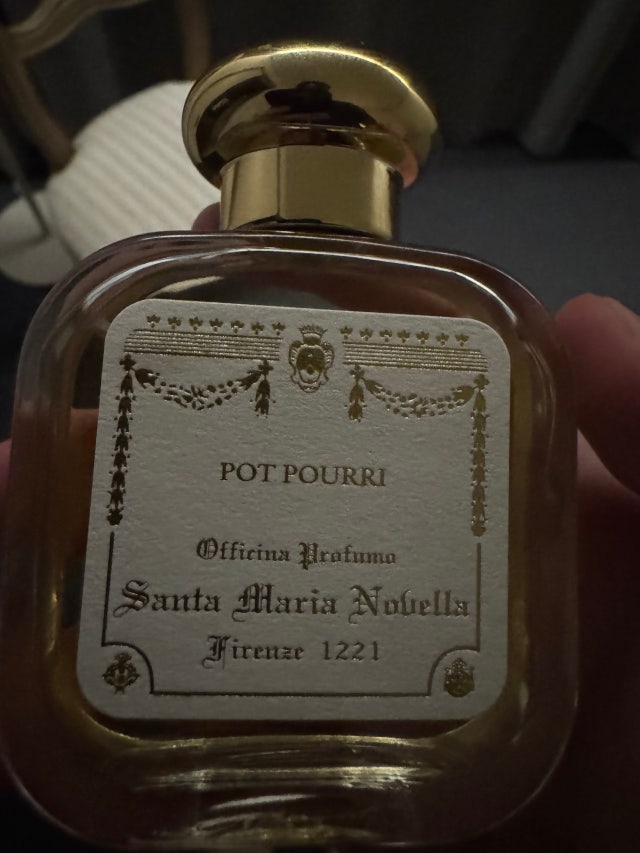 POT POURRI
Officina Profumo
Santa Maria Novella
Firenze 1221